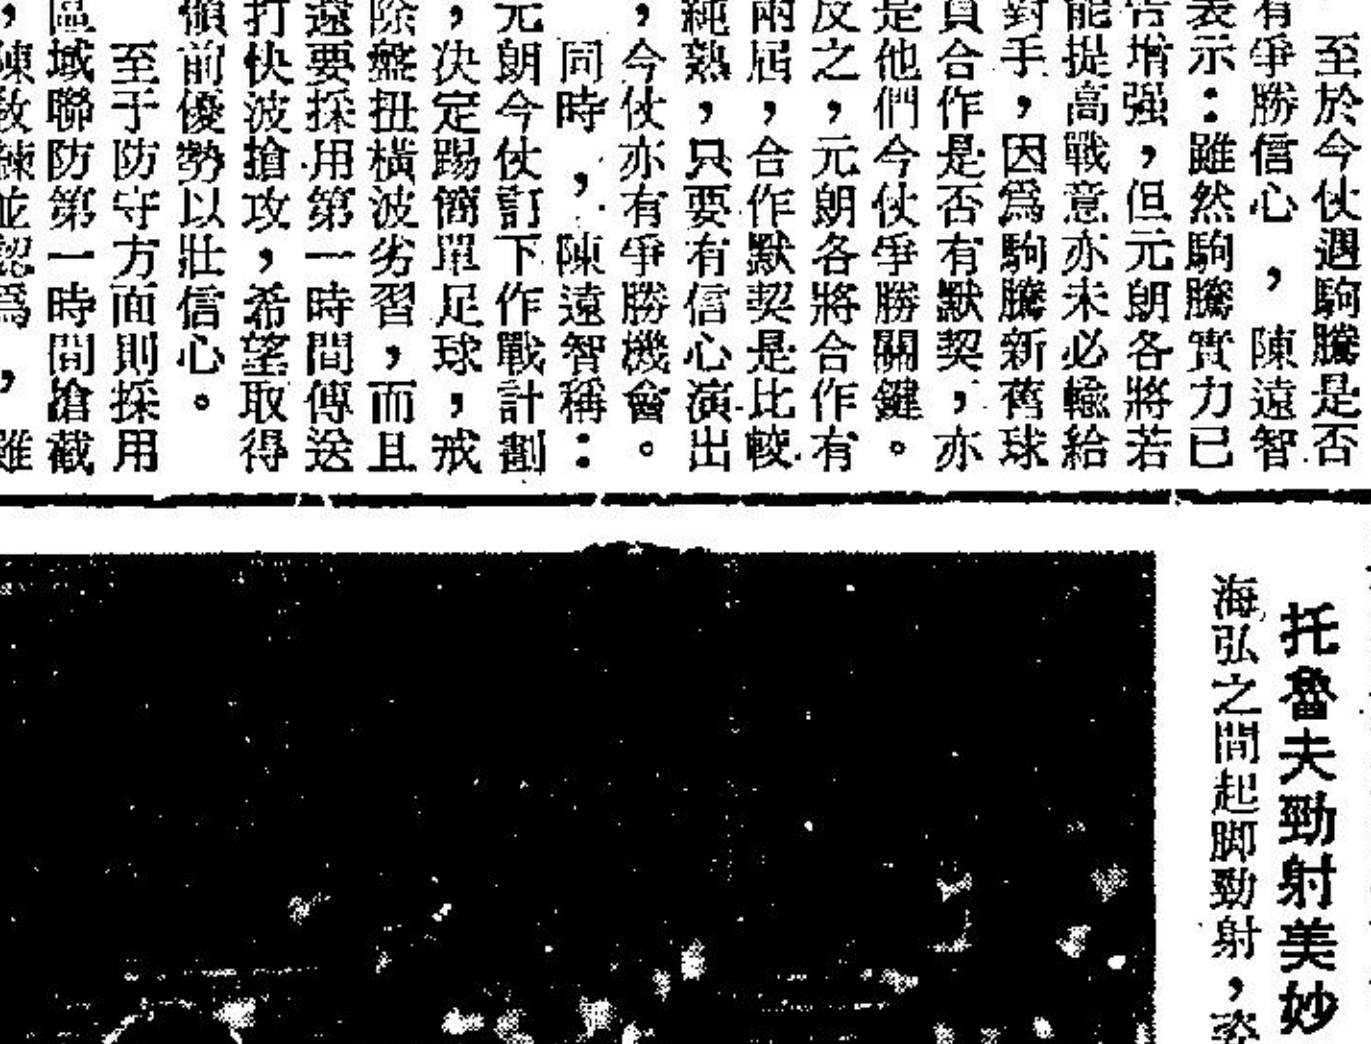 至於今伙遇駒騰是否
有爭勝信心，陳遠智
表示：雖然駒騰實力已
告增强，但元朗各將若
能提高戰意亦未必輸給
對手，因爲駒騰新舊球
員合作是否有默契，亦
是他們今伙爭勝關鍵。
反之，元朗各將合作有
兩屆，合作默契是比較
純熟，只要有信心演出
，今伙亦有爭勝機會。
同時，陳遠智稱：
元朗今伙訂下作戰計劃
，決定踢簡單足球，戒
除盤扭橫波劣習，而且
還要採用第一時間傳送
打快波搶攻，希望取得
領前優勢以壯信心。
至于防守方面則採用
區域聯防第一時間搶截
，陳教練並認爲，雖
托魯夫勁射美妙
海弘之間起脚勁射，姿